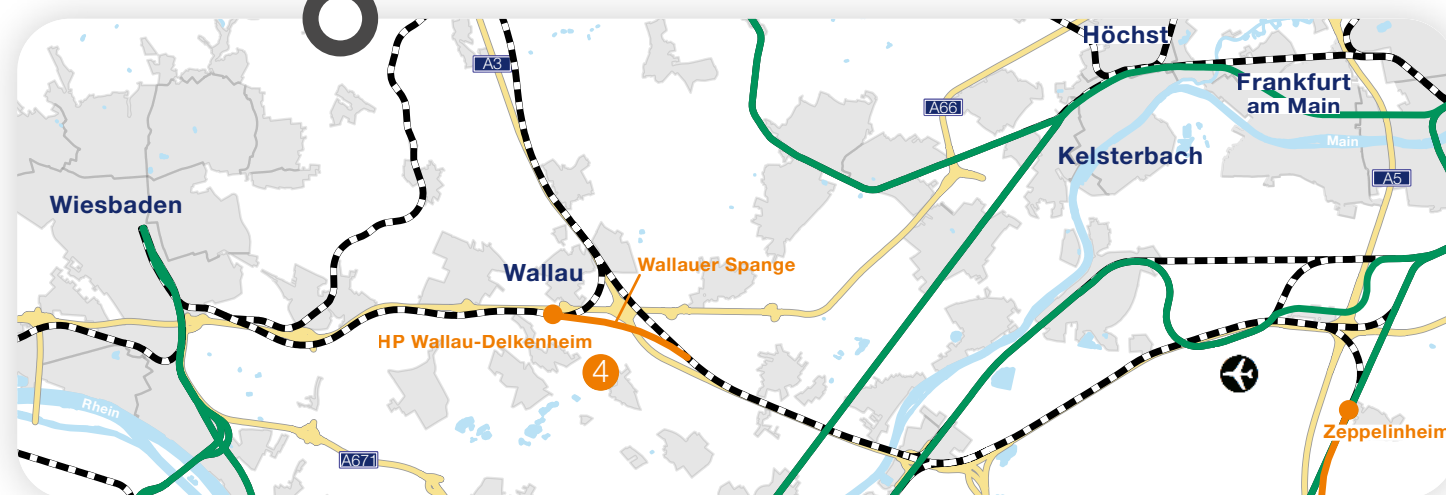 Höchst
A3
Frankfurt
am Main
A66
Main
Kelsterbach
A5
Wiesbaden
Wallau
Wallauer Spange
HP Wallau-Delkenheim
4
Rhein
Zeppelinheim
A671